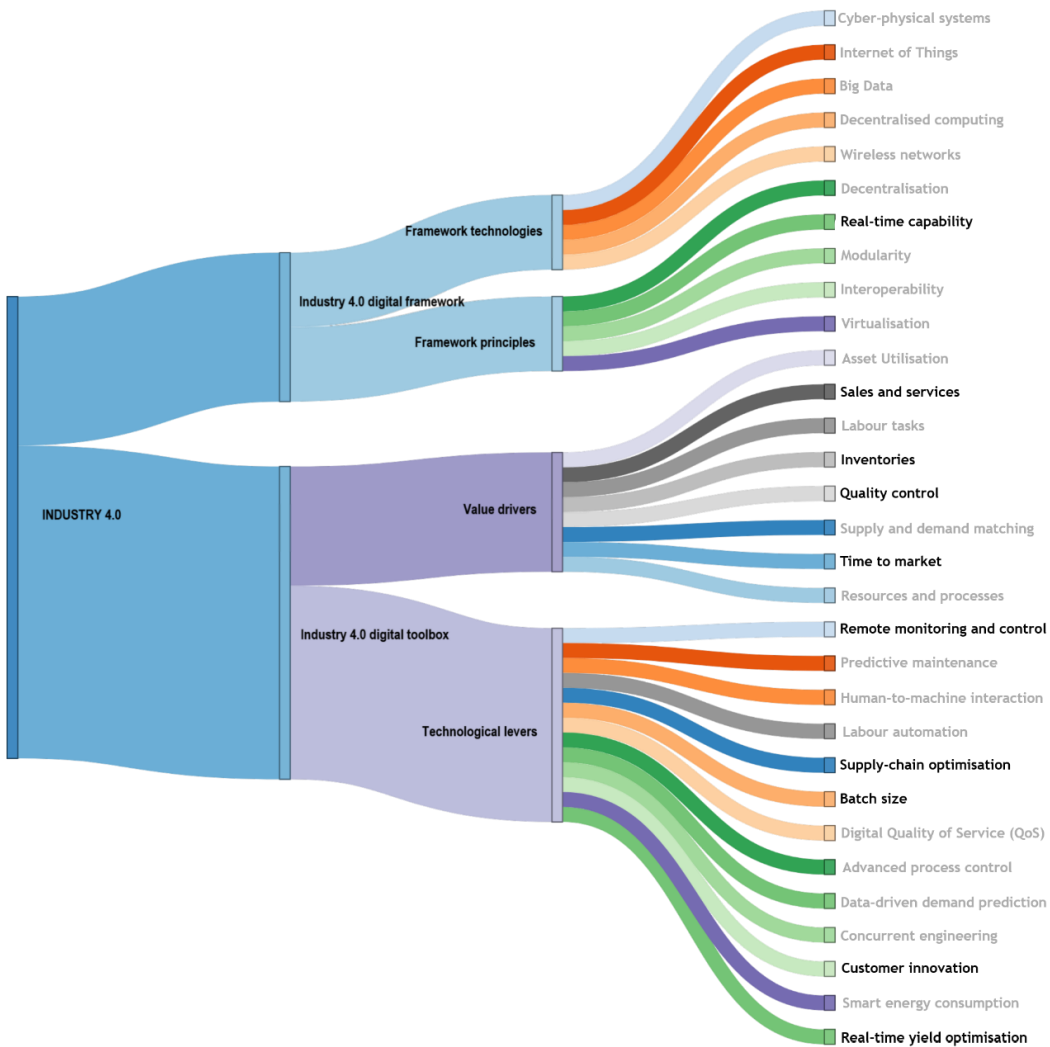 INDUSTRY 4.0
Industry 4.0 digital framework
Industry 4.0 digital toolbox
Framework technologies
Framework principles
Value drivers
Technological levers
Cyber-physical systems
Internet of Things
Big Data
Decentralised computing
Wireless networks
Decentralisation
Real-time capability
Modularity
Interoperability
Virtualisation
Asset Utilisation
Sales and services
Labour tasks
Inventories
Quality control
Supply and demand matching
Time to market
Resources and processes
Remote monitoring and control
Predictive maintenance
Human-to-machine interaction
Labour automation
Supply-chain optimisation
Batch size
Digital Quality of Service (QoS)
Advanced process control
Data-driven demand prediction
Concurrent engineering
Customer innovation
Smart energy consumption
Real-time yield optimisation